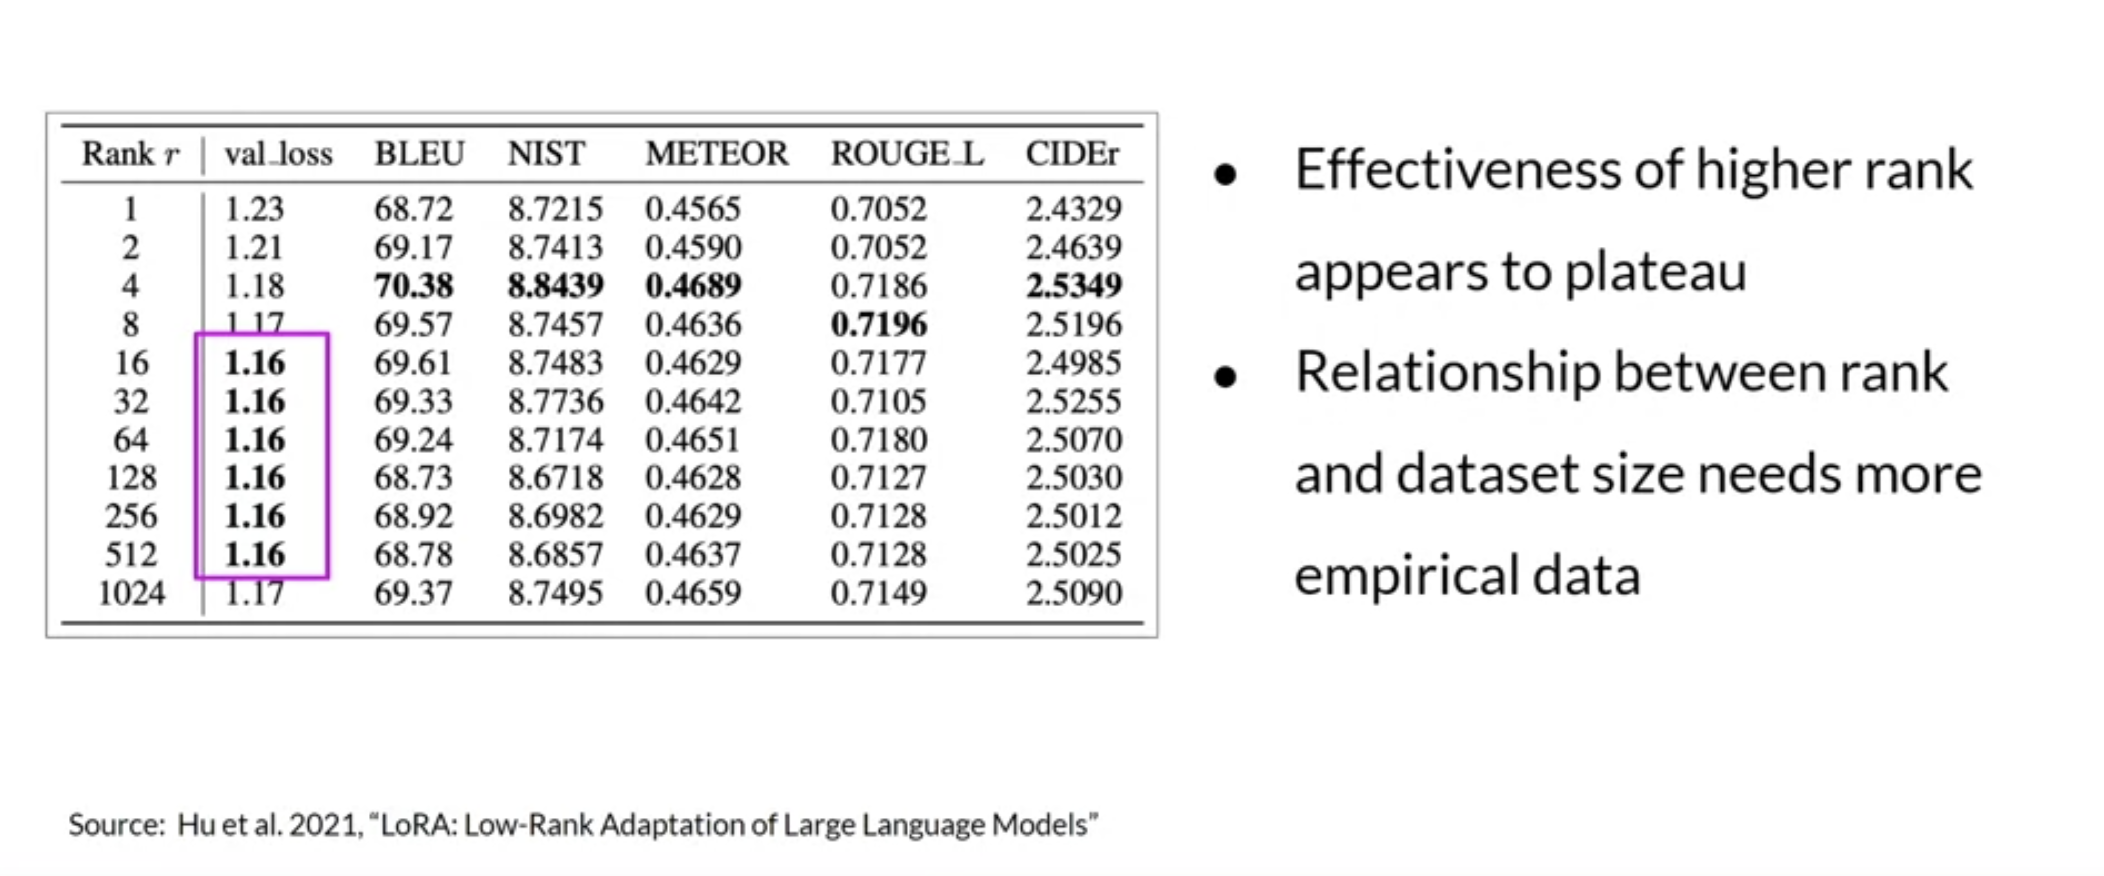 Rank r val_loss BLEU NIST METEOR ROUGE_L CIDEr
1 1.23 68.72 8.7215 0.4565 0.7052 2.4329
2 1.21 69.17 8.7413 0.4590 0.7052 2.4639
4 1.18 70.38 8.8439 0.4689 0.7186 2.5349
8 1.17 69.57 8.7457 0.4636 0.7196 2.5196
16 1.16 69.61 8.7483 0.4629 0.7177 2.4985
32 1.16 69.33 8.7736 0.4642 0.7105 2.5255
64 1.16 69.24 8.7174 0.4651 0.7180 2.5070
128 1.16 68.73 8.6718 0.4628 0.7127 2.5030
256 1.16 68.92 8.6982 0.4629 0.7128 2.5012
512 1.16 68.78 8.6857 0.4637 0.7128 2.5025
1024 1.17 69.37 8.7495 0.4659 0.7149 2.5090
• Effectiveness of higher rank
appears to plateau
• Relationship between rank
and dataset size needs more
empirical data
Source: Hu et al. 2021, “LoRA: Low-Rank Adaptation of Large Language Models”